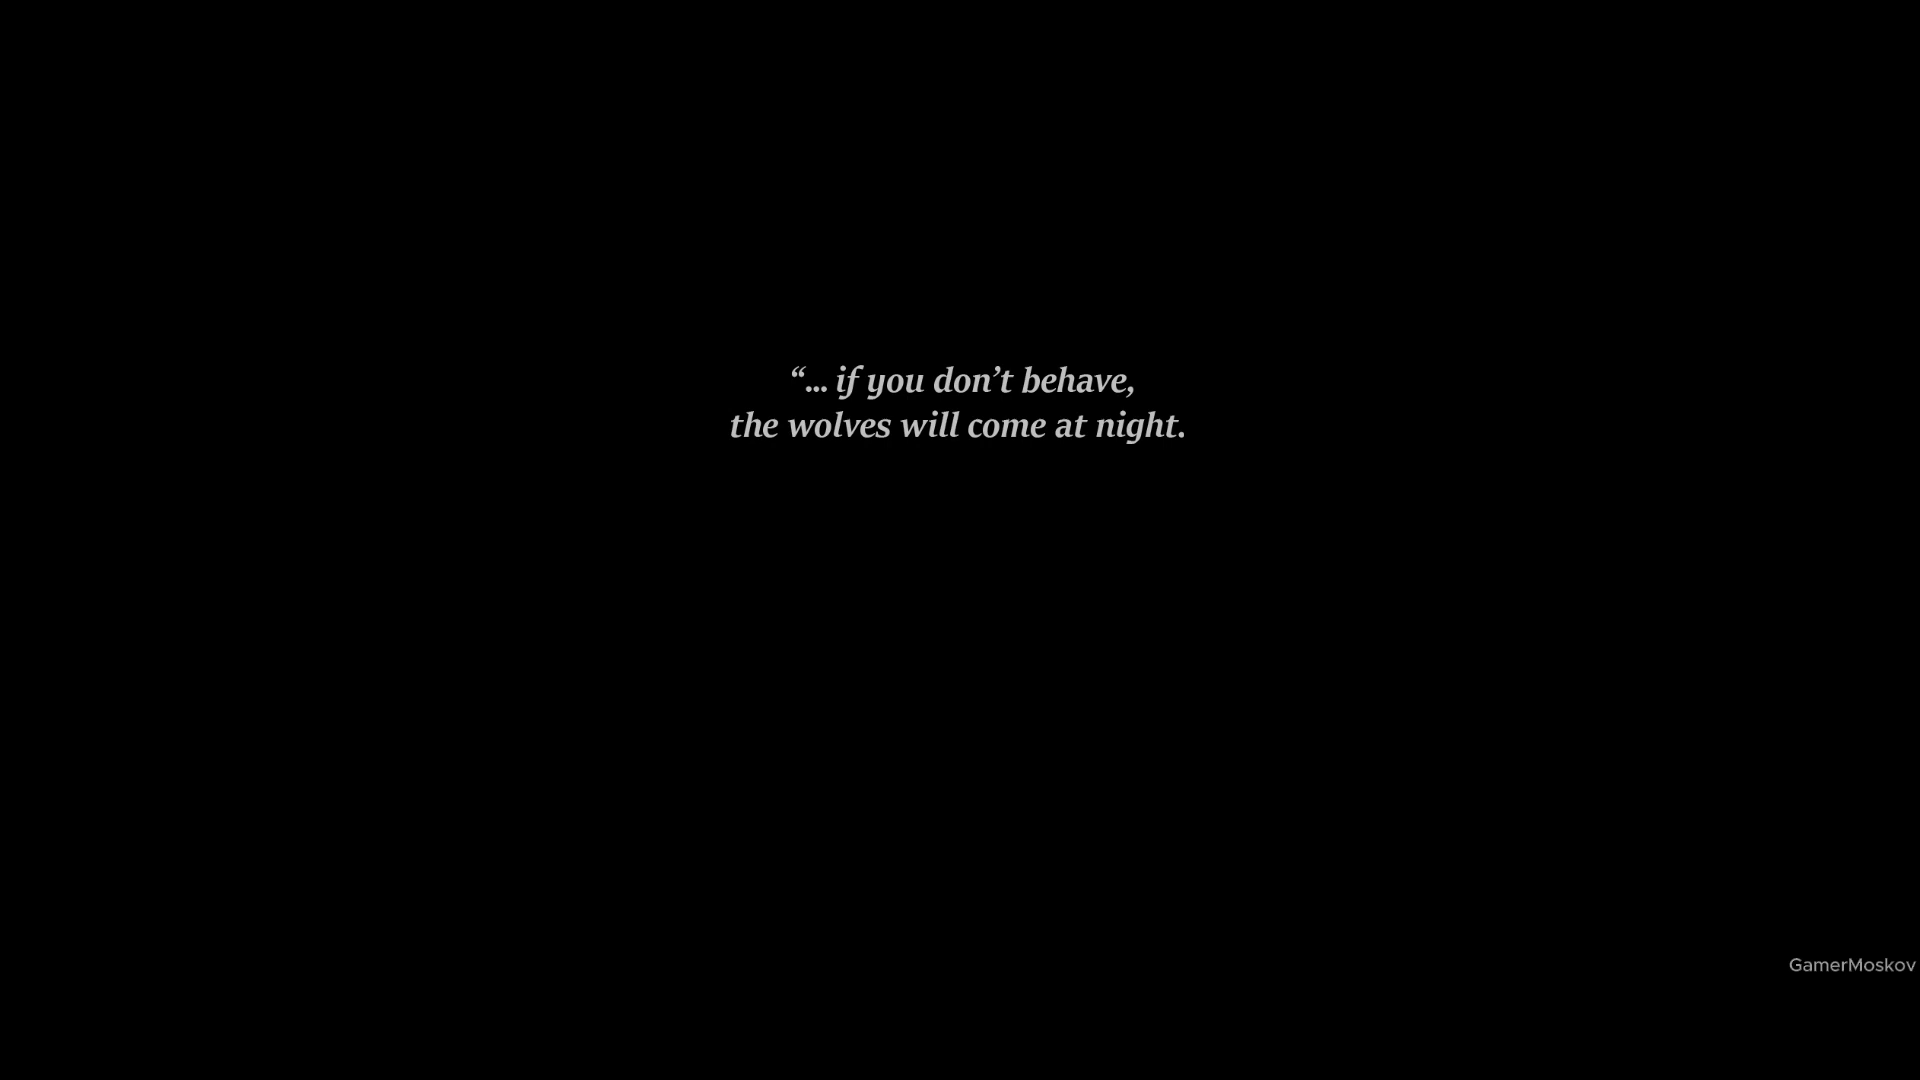 “... if you don’t behave,
the wolves will come at night.
GamerMoskov